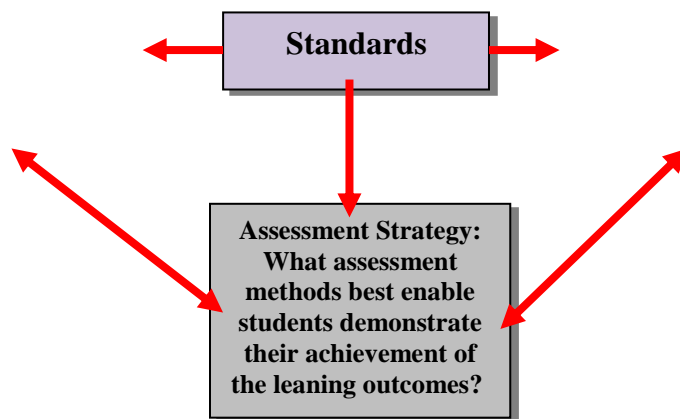 Standards
Assessment Strategy:
What assessment
methods best enable
students demonstrate
their achievement of
the leaning outcomes?